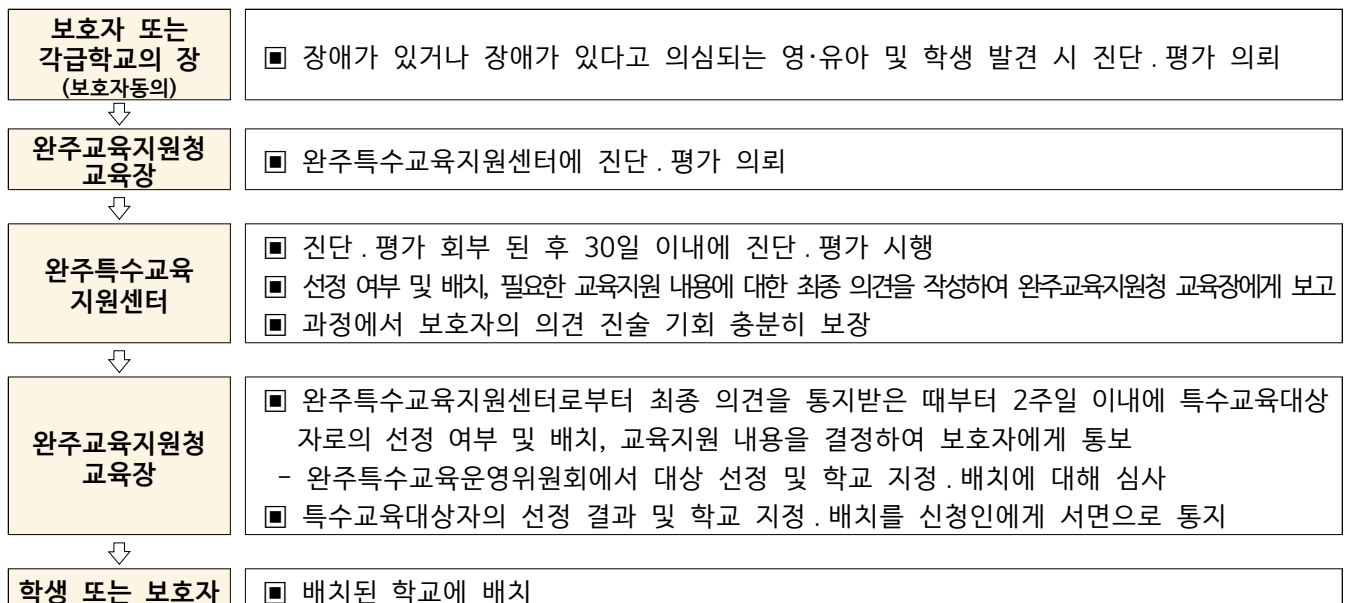 보호자 또는
각급학교의 장
(보호자동의)
▣ 장애가 있거나 장애가 있다고 의심되는 영·유아 및 학생 발견 시 진단.평가 의뢰
완주교육지원청
교육장
▣ 완주특수교육지원센터에 진단.평가 의뢰
완주특수교육
지원센터
▣ 진단.평가 회부 된 후 30일 이내에 진단.평가 시행
▣ 선정 여부 및 배치, 필요한 교육지원 내용에 대한 최종 의견을 작성하여 완주교육지원청 교육장에게 보고
▣ 과정에서 보호자의 의견 진술 기회 충분히 보장
완주교육지원청
교육장
▣ 완주특수교육지원센터로부터 최종 의견을 통지받은 때부터 2주일 이내에 특수교육대상
자로의 선정 여부 및 배치, 교육지원 내용을 결정하여 보호자에게 통보
- 완주특수교육운영위원회에서 대상 선정 및 학교 지정.배치에 대해 심사
▣ 특수교육대상자의 선정 결과 및 학교 지정.배치를 신청인에게 서면으로 통지
학생 또는 보호자
▣ 배치된 학교에 배치